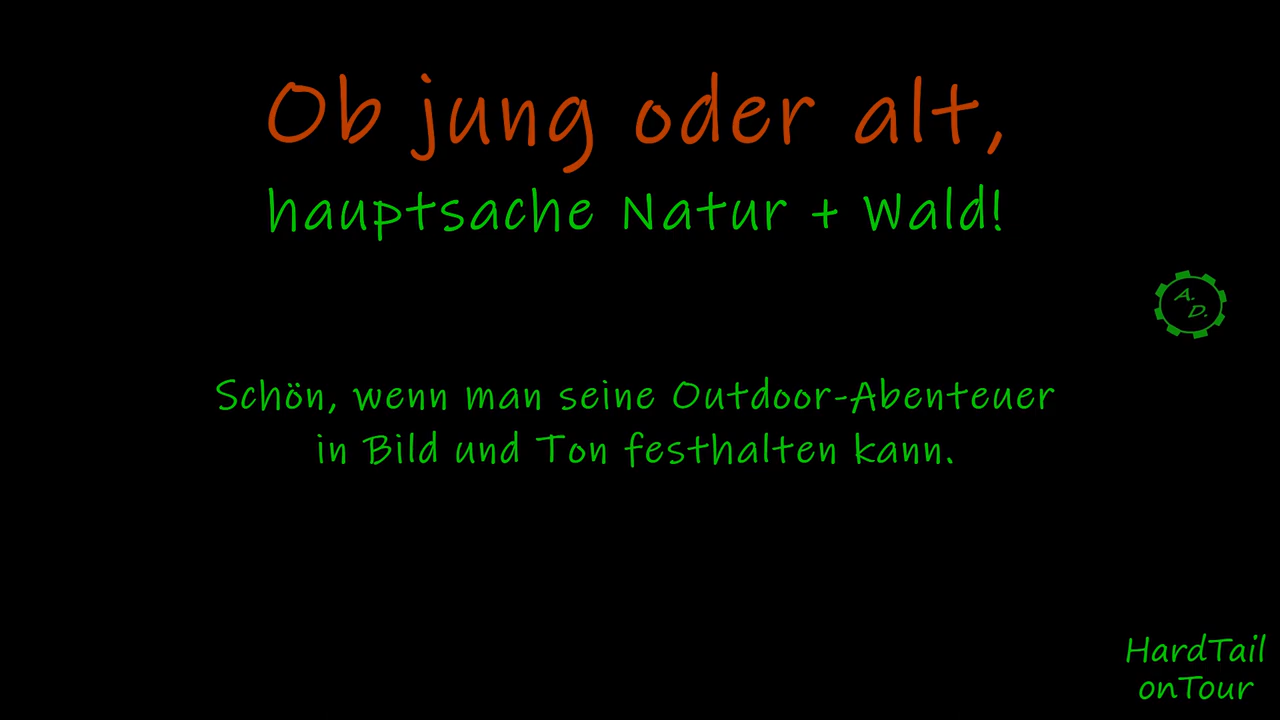 Ob jung oder alt,
hauptsache Natur + Wald!
A.
D.
Schön, wenn man seine Outdoor-Abenteuer
in Bild und Ton festhalten kann.
HardTail
onTour